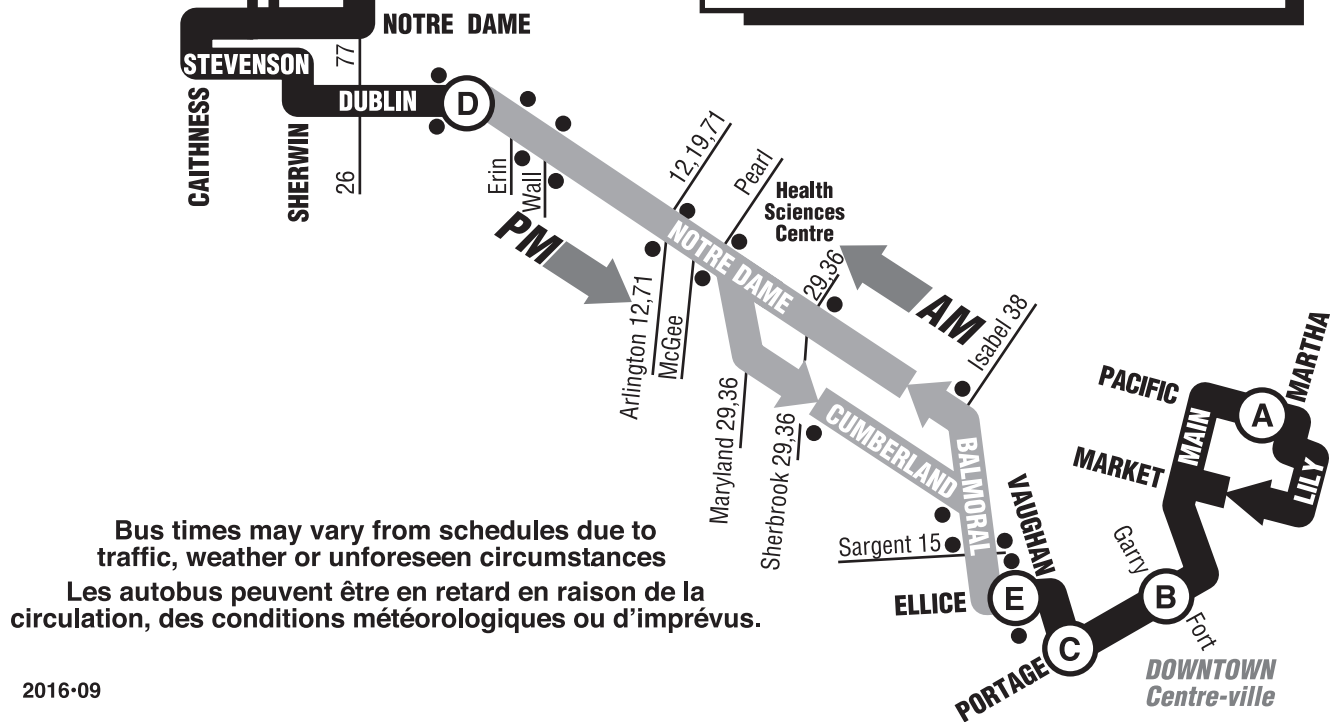 NOTRE DAME
77
STEVENSON
DUBLIN
D
CAITHNESS
SHERWIN
26
Erin
Wall
12,19,71
Pearl
Health
Sciences
Centre
PM
NOTRE DAME
29,36
AM
Arlington 12,71
McGee
Isabel 38
Maryland 29,36
Sherbrook 29,36
CUMBERLAND
BALMORAL
PACIFIC
MAIN
A
MARTHA
MARKET
LILY
VAUGHAN
Sargent 15
Garry
ELLICE
E
B
Fort
C
PORTAGE
DOWNTOWN
Centre-ville
Bus times may vary from schedules due to
traffic, weather or unforeseen circumstances
Les autobus peuvent être en retard en raison de la
circulation, des conditions météorologiques ou d’imprévus.
2016•09